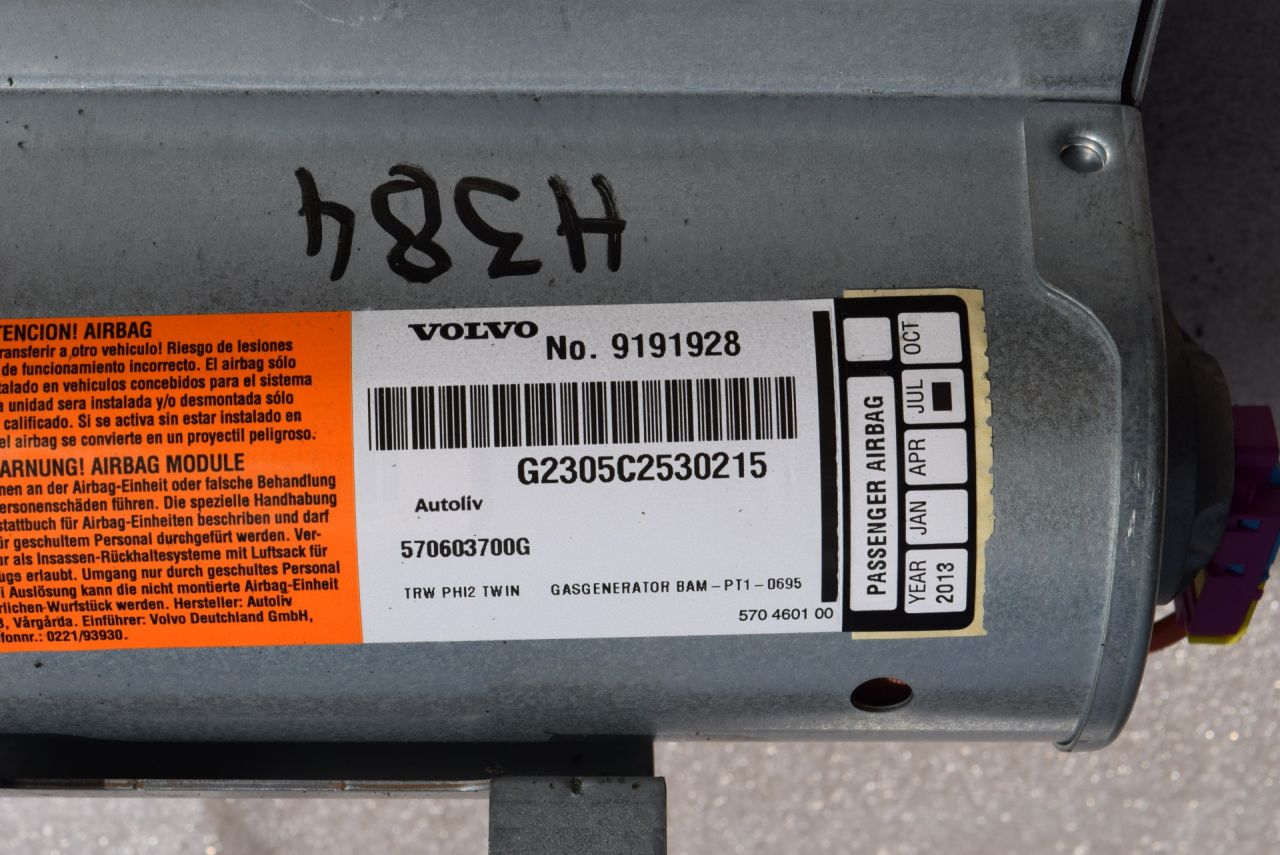 H384
TENCION! AIRBAG
ransferir a otro vehiculo! Riesgo de lesiones
de funcionamiento incorrecto. El airbag sólo
talado en vehiculos concebidos para el sistema
a unidad sera instalada y/o desmontada sólo
calificado. Si se activa sin estar instalado en
el airbag se convierte en un proyectil peligroso.
ARNUNG! AIRBAG MODULE
nen an der Airbag-Einheit oder falsche Behandlung
ersonenschäden führen. Die spezielle Handhabung
stattbuch für Airbag-Einheiten beschriben und darf
ür geschultem Personal durchgefürt werden. Ver-
ur als Insassen-Rückhaltesysteme mit Luftsack für
üge erlaubt. Umgang nur durch geschultes Personal
i Auslösung kann die nicht montierte Airbag-Einheit
rlichen-Wurfstück werden. Hersteller: Autoliv
3, Vårgårda. Einführer: Volvo Deutchland GmbH,
fonnr.: 0221/93930.
VOLVO
No. 9191928
G2305C2530215
Autoliv
570603700G
TRW PHI2 TWIN GASGENERATOR BAM-PT1-0695
570 4601 00
PASSENGER AIRBAG
YEAR 2013
JAN
APR
JUL
OCT